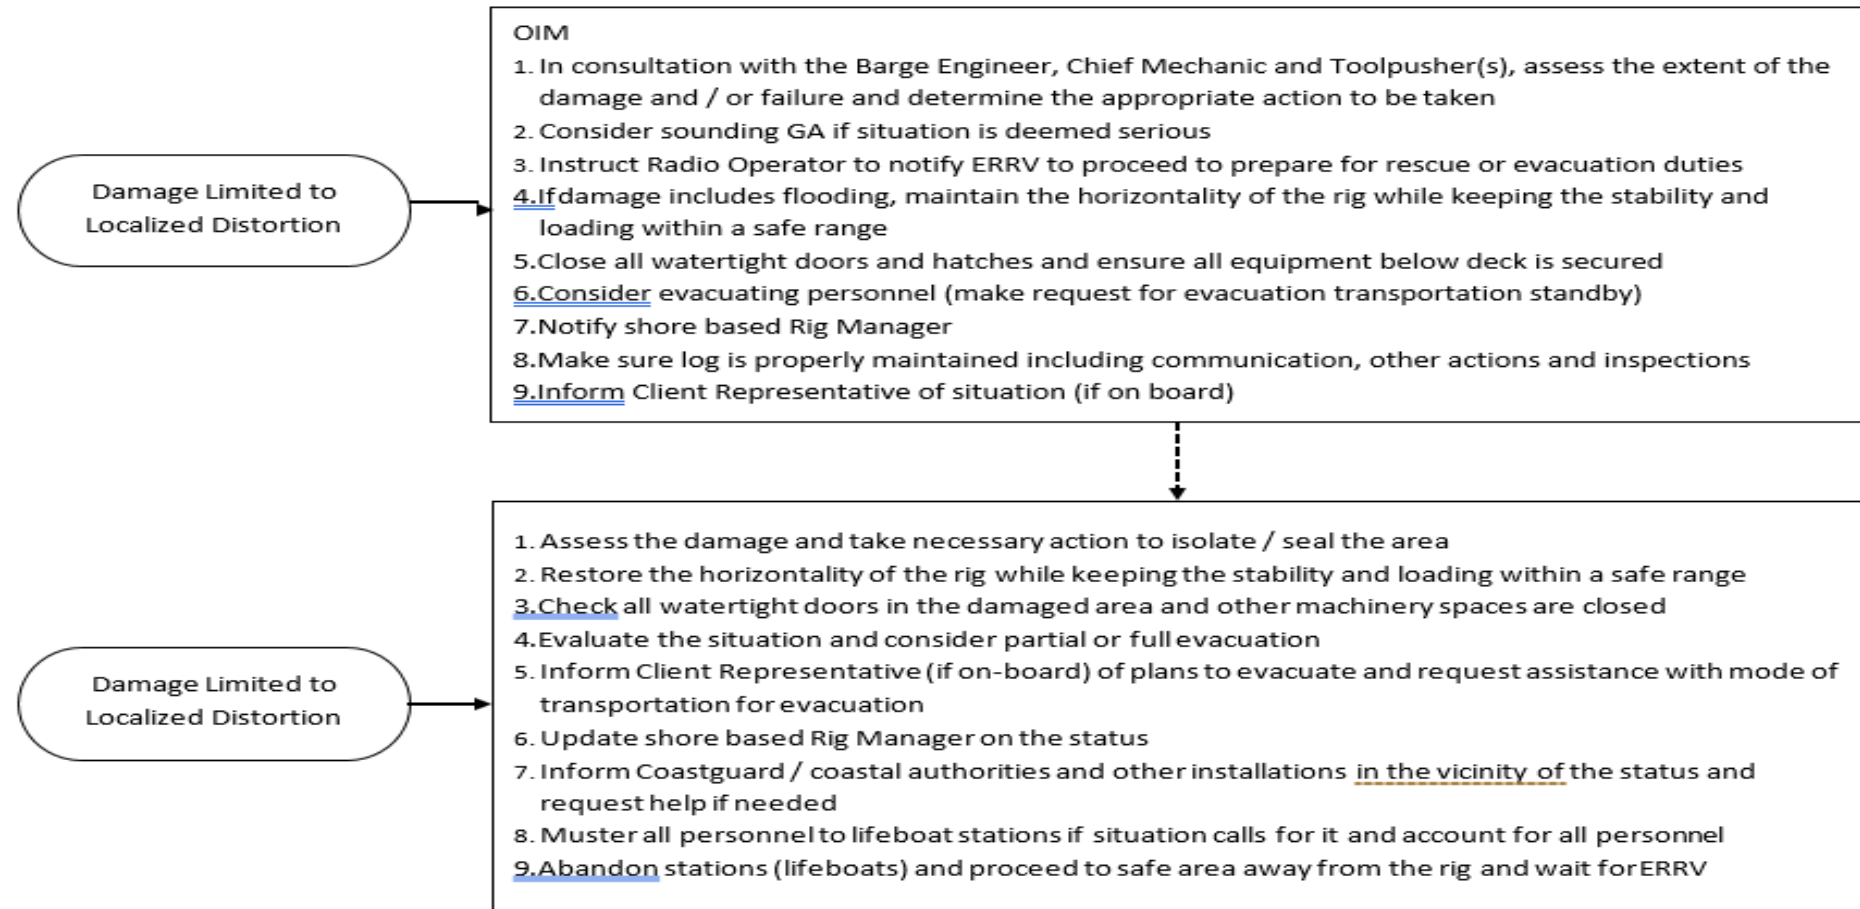 OIM
1. In consultation with the Barge Engineer, Chief Mechanic and Toolpusher(s), assess the extent of the
damage and / or failure and determine the appropriate action to be taken
2. Consider sounding GA if situation is deemed serious
3. Instruct Radio Operator to notify ERRV to proceed to prepare for rescue or evacuation duties
4.If damage includes flooding, maintain the horizontality of the rig while keeping the stability and
loading within a safe range
5.Close all watertight doors and hatches and ensure all equipment below deck is secured
6.Consider evacuating personnel (make request for evacuation transportation standby)
7.Notify shore based Rig Manager
8.Make sure log is properly maintained including communication, other actions and inspections
9.Inform Client Representative of situation (if on board)
Damage Limited to
Localized Distortion
1. Assess the damage and take necessary action to isolate / seal the area
2. Restore the horizontality of the rig while keeping the stability and loading within a safe range
3.Check all watertight doors in the damaged area and other machinery spaces are closed
4.Evaluate the situation and consider partial or full evacuation
5. Inform Client Representative (if on-board) of plans to evacuate and request assistance with mode of
transportation for evacuation
6. Update shore based Rig Manager on the status
7. Inform Coastguard / coastal authorities and other installations in the vicinity of the status and
request help if needed
8. Muster all personnel to lifeboat stations if situation calls for it and account for all personnel
9.Abandon stations (lifeboats) and proceed to safe area away from the rig and wait for ERRV
Damage Limited to
Localized Distortion